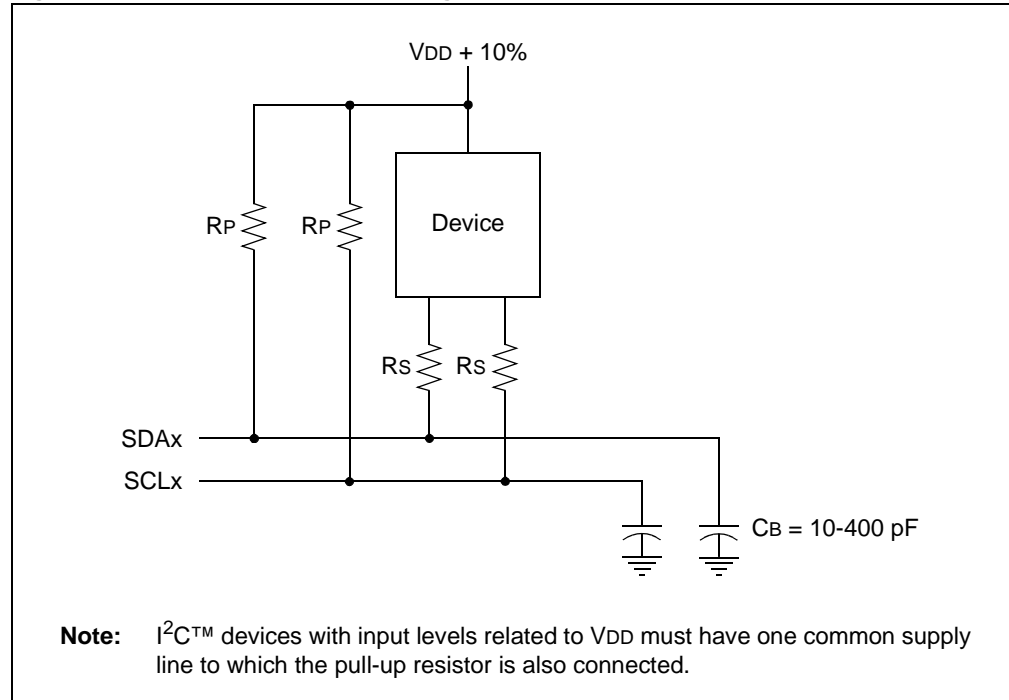 VDD + 10%
RP
RP
Device
RS
RS
SDAx
SCLx
CB = 10-400 pF
Note: I²C™ devices with input levels related to VDD must have one common supply
line to which the pull-up resistor is also connected.